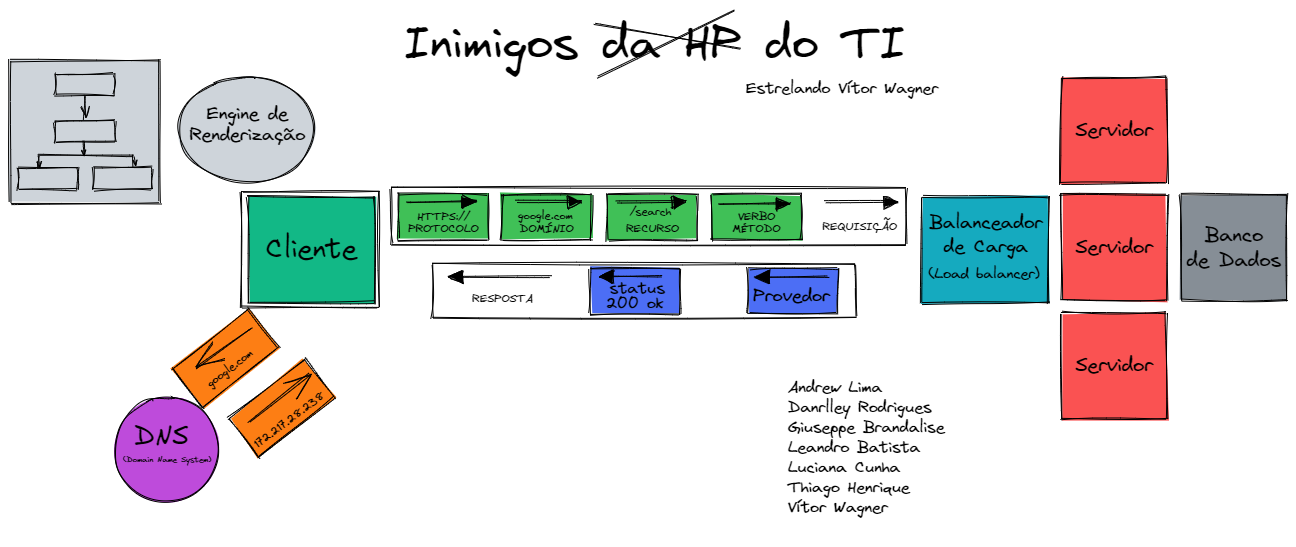 Inimigos da HP do TI
Estrelando Vítor Wagner
Engine de
Renderização
Cliente
HTTPS://
PROTOCOLO
google.com
DOMÍNIO
/search
RECURSO
VERBO
MÉTODO
REQUISIÇÃO
RESPOSTA
status
200 ok
Provedor
Balanceador
de Carga
(Load balancer)
Servidor
Servidor
Servidor
Banco
de Dados
google.com
172.217.28.238
DNS
(Domain Name System)
Andrew Lima
Danrlley Rodrigues
Giuseppe Brandalise
Leandro Batista
Luciana Cunha
Thiago Henrique
Vítor Wagner